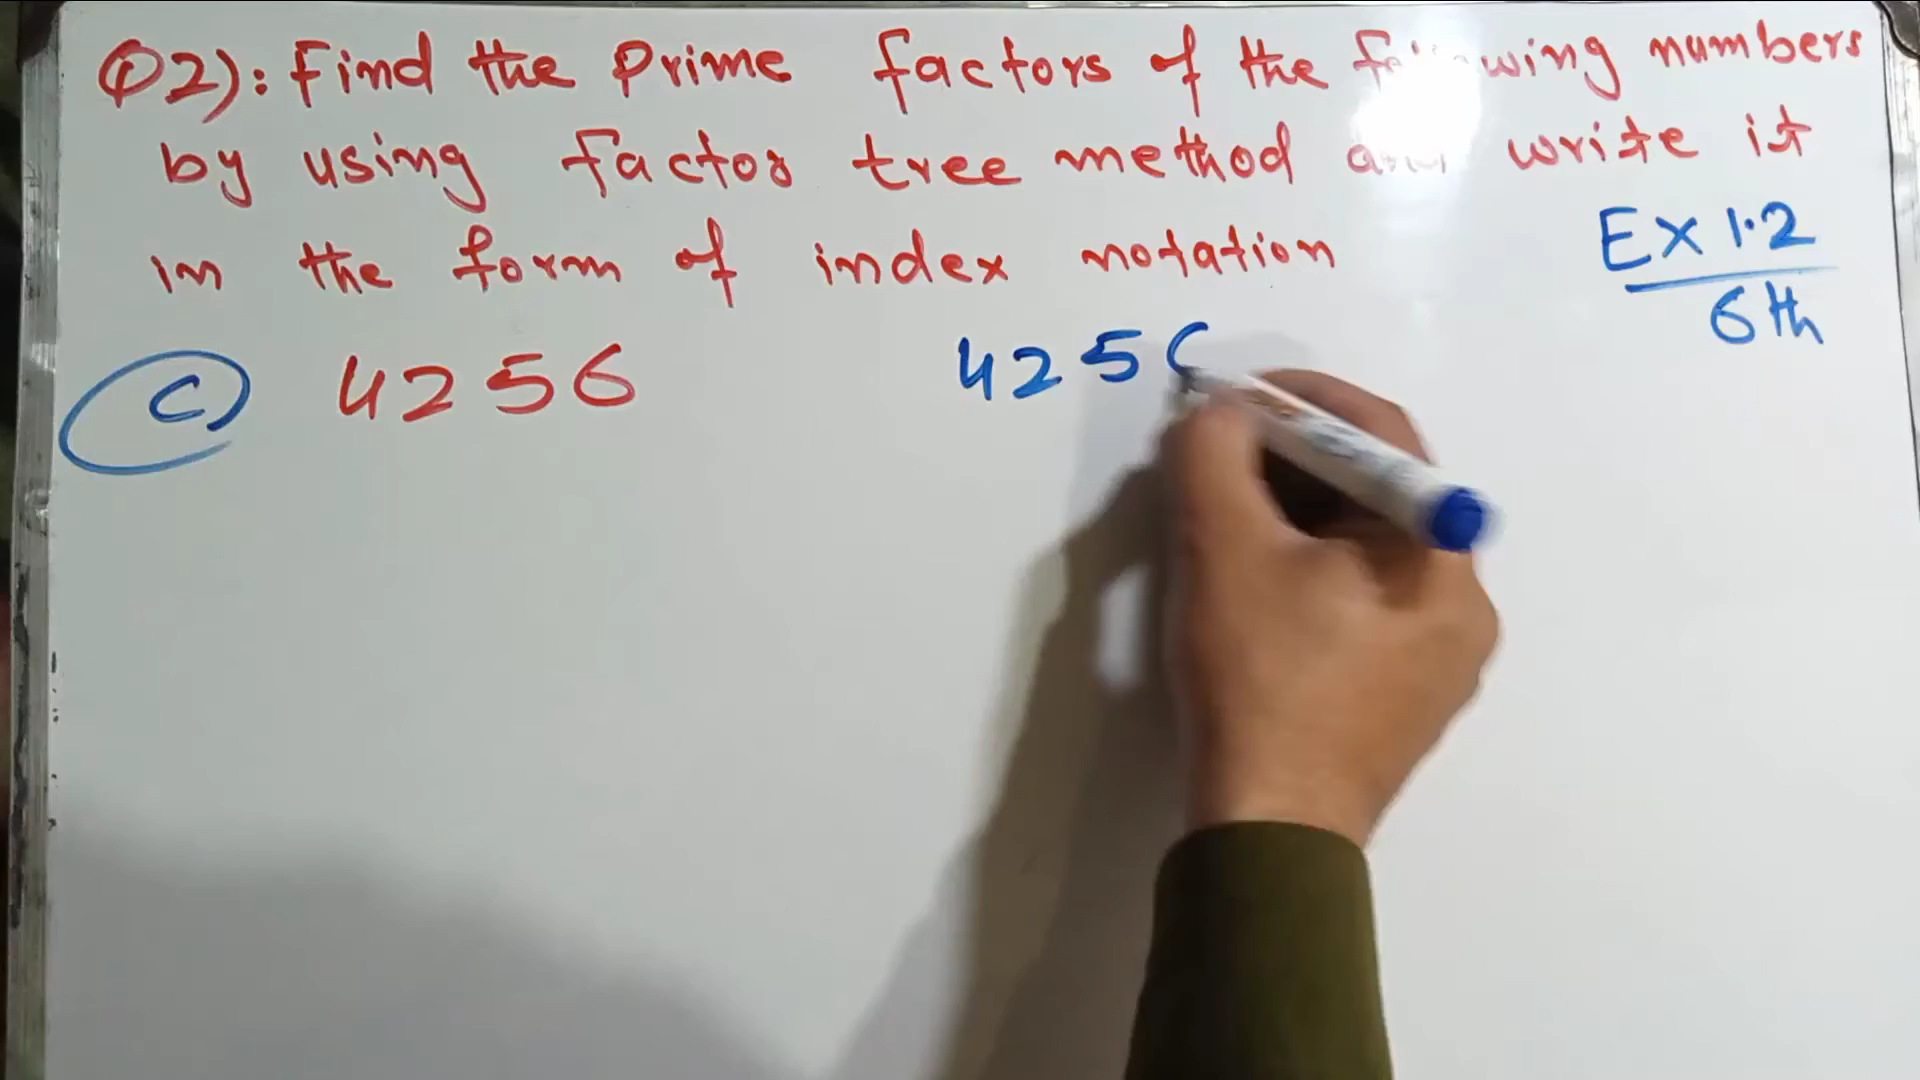 Q2): Find the Prime factors of the following numbers
by using factor tree method and write it
in the form of index notation
Ex 1.2
6th
C 4256 425